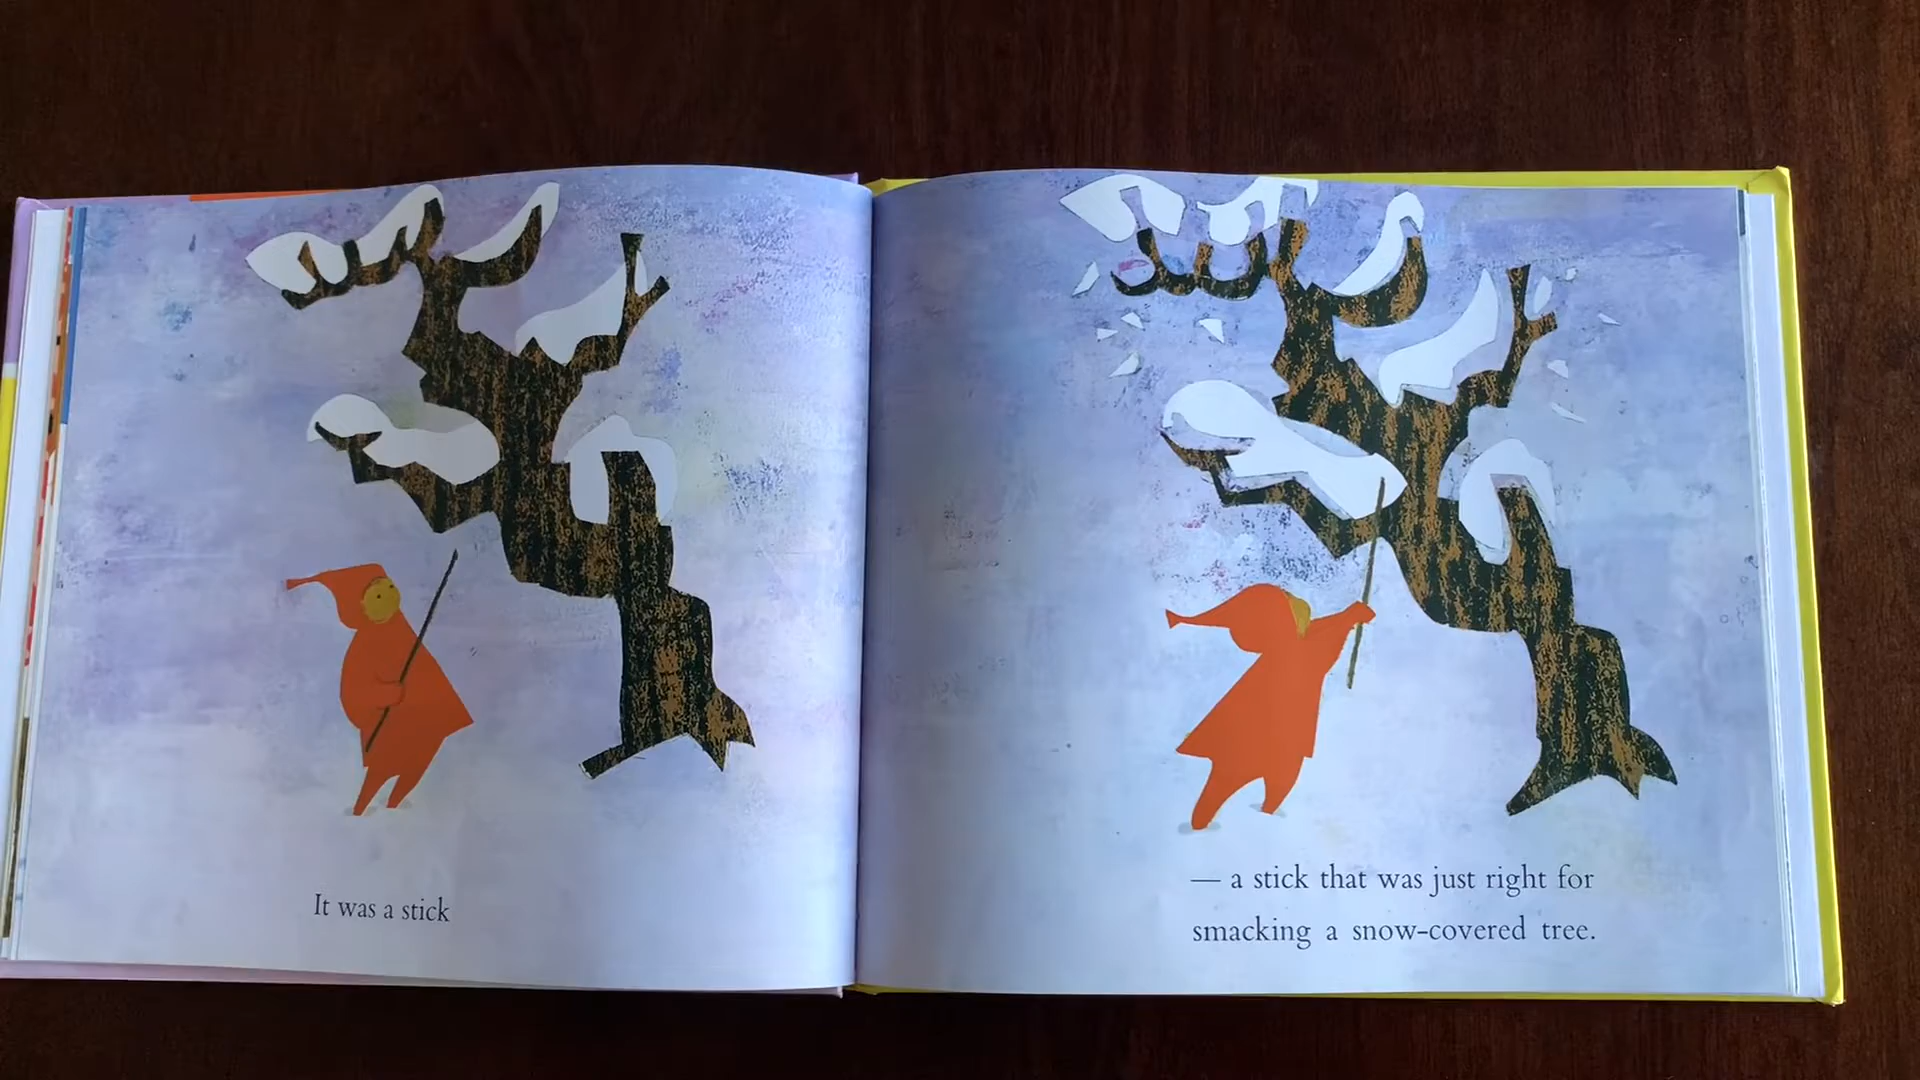 It was a stick
— a stick that was just right for
smacking a snow-covered tree.